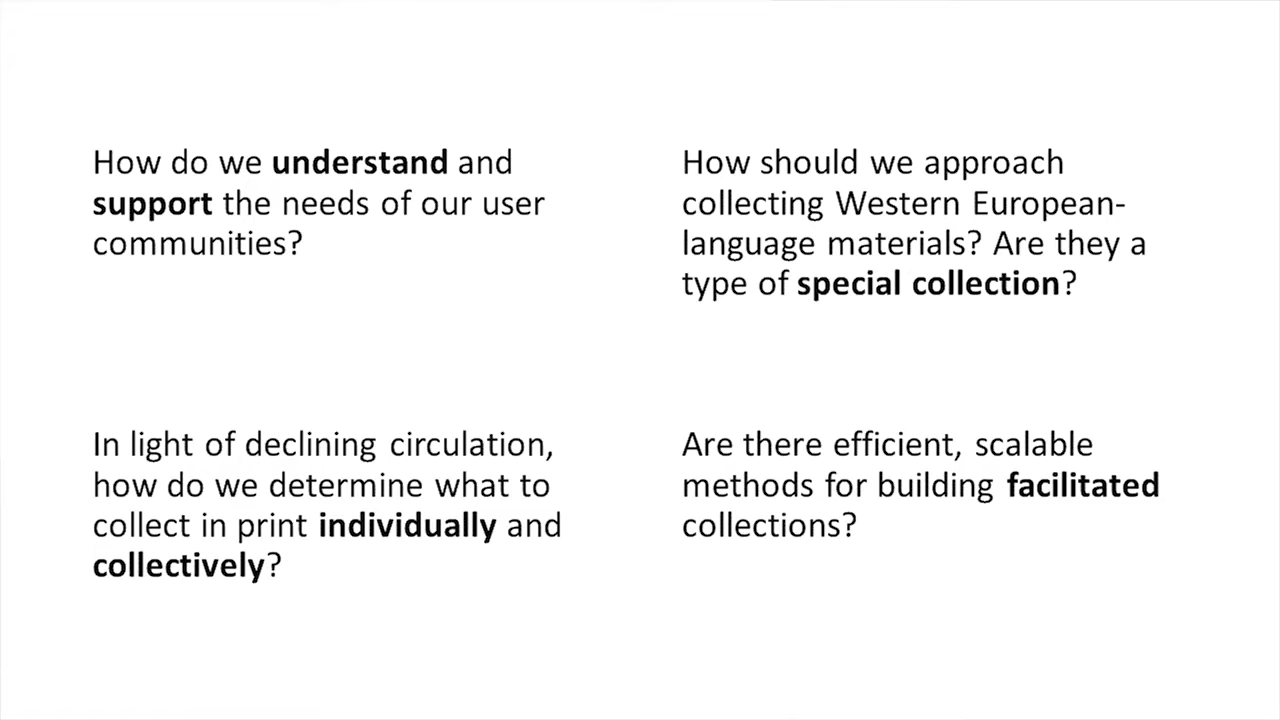 How do we understand and
support the needs of our user
communities?
How should we approach
collecting Western European-
language materials? Are they a
type of special collection?
In light of declining circulation,
how do we determine what to
collect in print individually and
collectively?
Are there efficient, scalable
methods for building facilitated
collections?